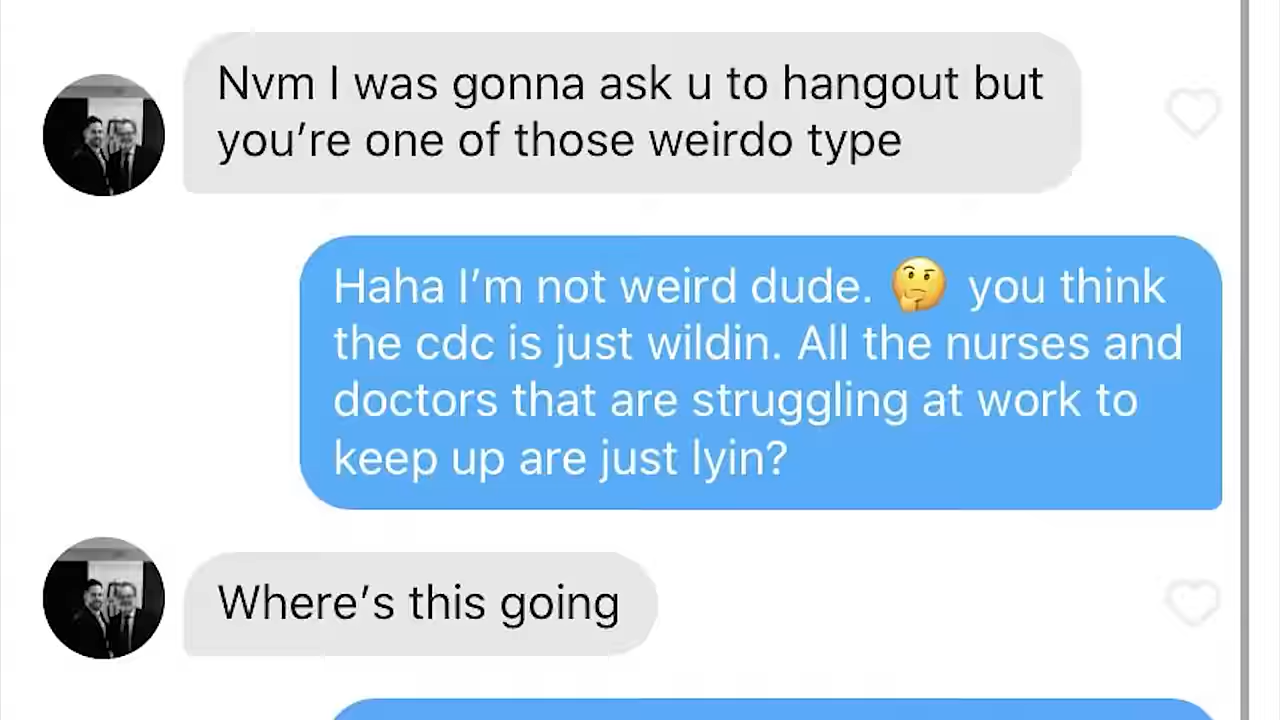 Nvm I was gonna ask u to hangout but
you’re one of those weirdo type
Haha I’m not weird dude. 🤔 you think
the cdc is just wildin. All the nurses and
doctors that are struggling at work to
keep up are just lyin?
Where’s this going